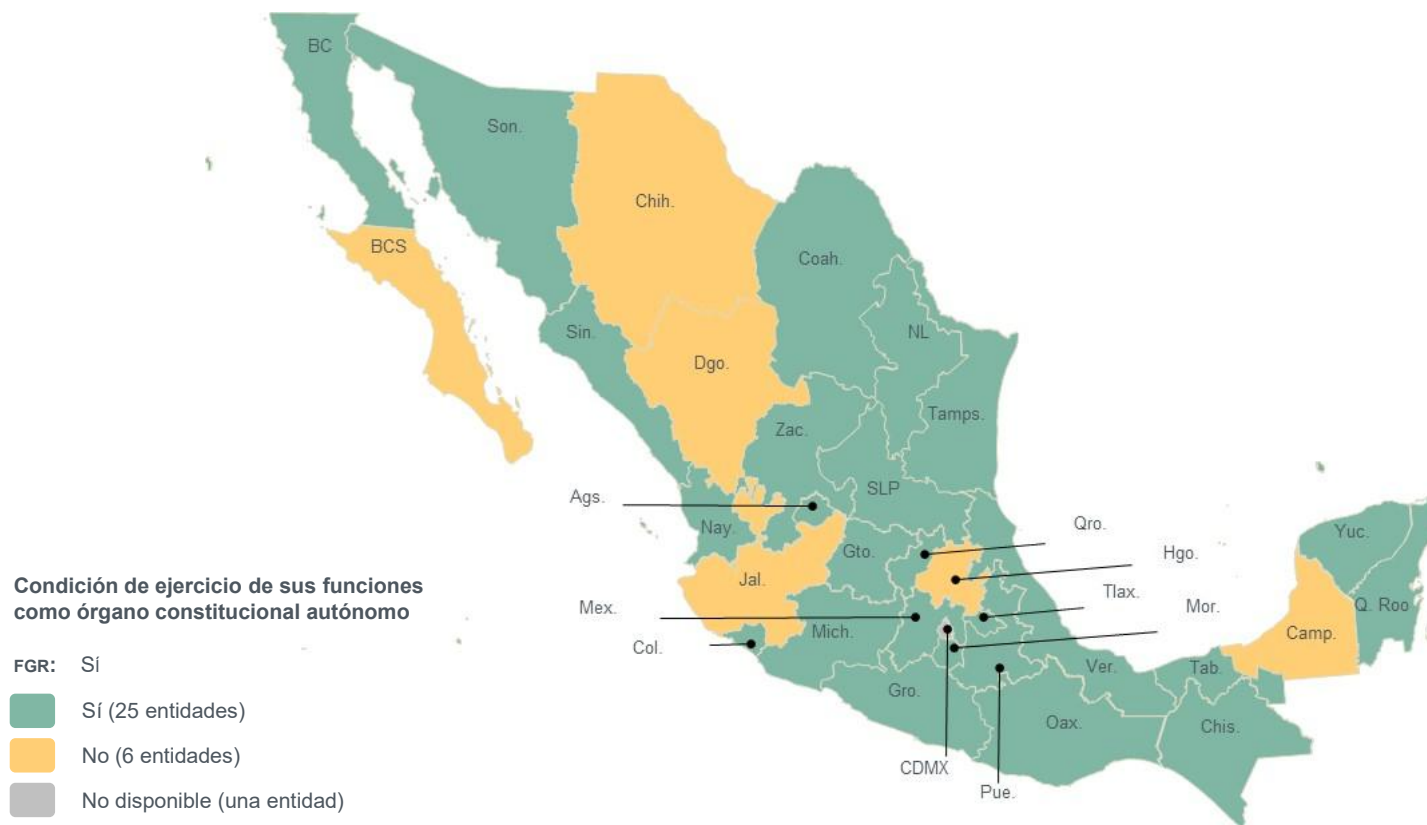 BC
Son.
Chih.
BCS
Coah.
Sin.
NL
Dgo.
Tamps.
Zac.
SLP
Ags.
Nay.
Gto.
Qro.
Yuc.
Hgo.
Jal.
Tlax.
Mex.
Mor.
Q. Roo
Mich.
Camp.
Col.
Ver.
Tab.
Gro.
Oax.
Chis.
CDMX
Pue.
Condición de ejercicio de sus funciones
como órgano constitucional autónomo
FGR: Sí
Sí (25 entidades)
No (6 entidades)
No disponible (una entidad)